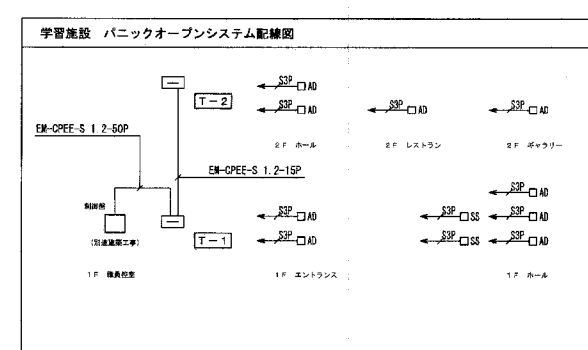 学習施設 パニックオープンシステム配線図
S3P AD
T-2
S3P AD S3P AD S3P AD
EM-CPEE-S 1.2-50P
2F ホール 2F レストラン 2F ギャラリー
EM-CPEE-S 1.2-15P
S3P AD
制御盤
S3P AD S3P SS S3P AD
(別途建築工事)
T-1
S3P AD S3P SS S3P AD
1F 職員控室 1F エントランス 1F ホール